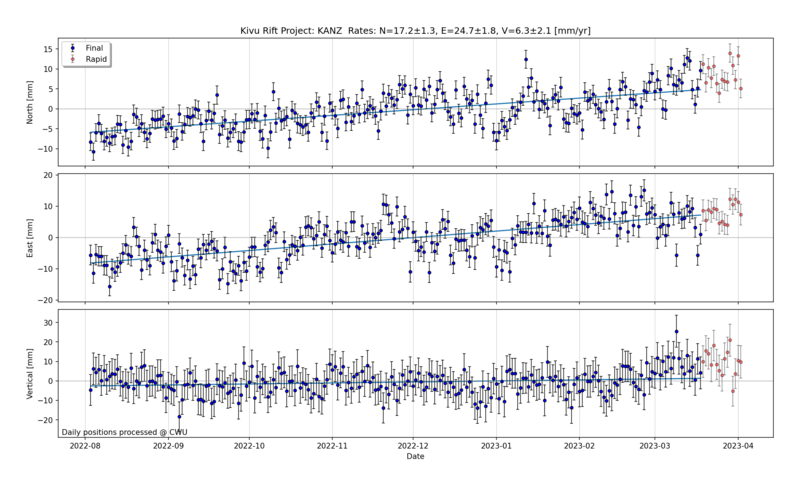 Kivu Rift Project: KANZ  Rates: N=17.2±1.3, E=24.7±1.8, V=6.3±2.1 [mm/yr]
Final
Rapid
15
10
5
0
−5
−10
North [mm]
20
10
0
−10
−20
East [mm]
30
20
10
0
−10
−20
Vertical [mm]
Daily positions processed @ CWU
2022-08 2022-09 2022-10 2022-11 2022-12 2023-01 2023-02 2023-03 2023-04
Date